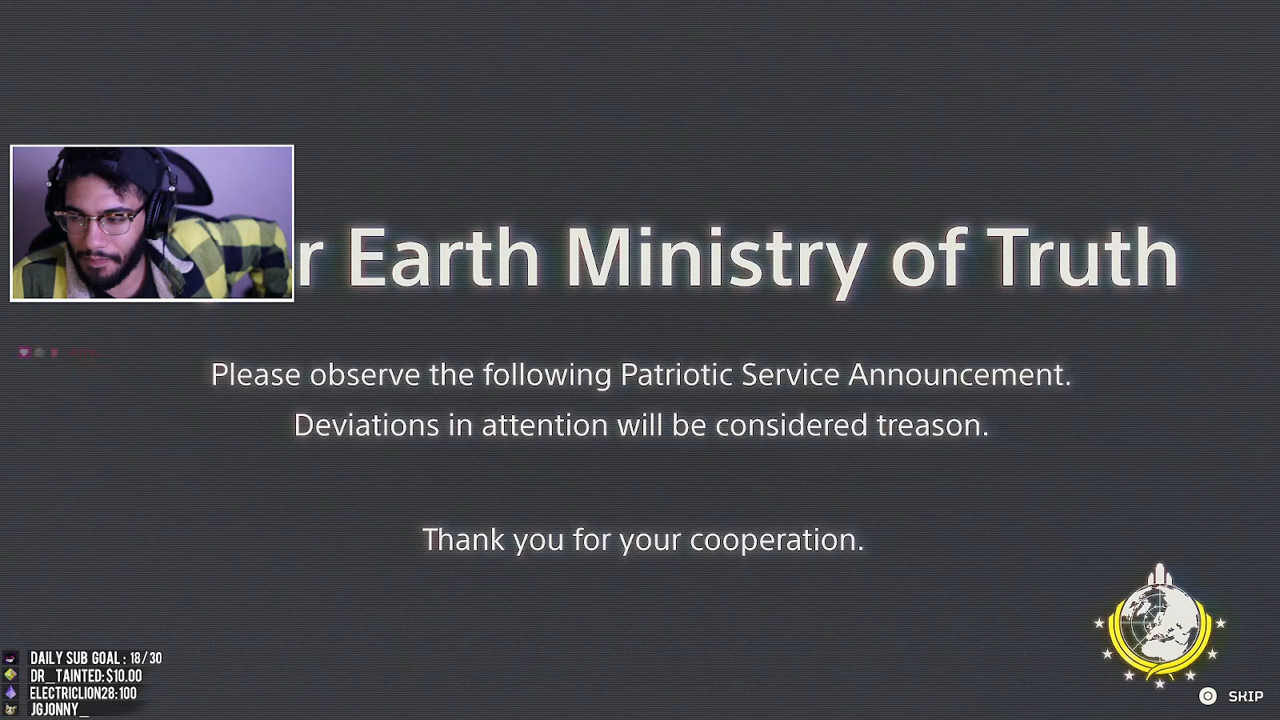 r Earth Ministry of Truth
Please observe the following Patriotic Service Announcement.
Deviations in attention will be considered treason.
Thank you for your cooperation.
DAILY SUB GOAL : 18/30
DR_TAINTED:$10.00
ELECTRICLION28:100
JGJONNY_
SKIP